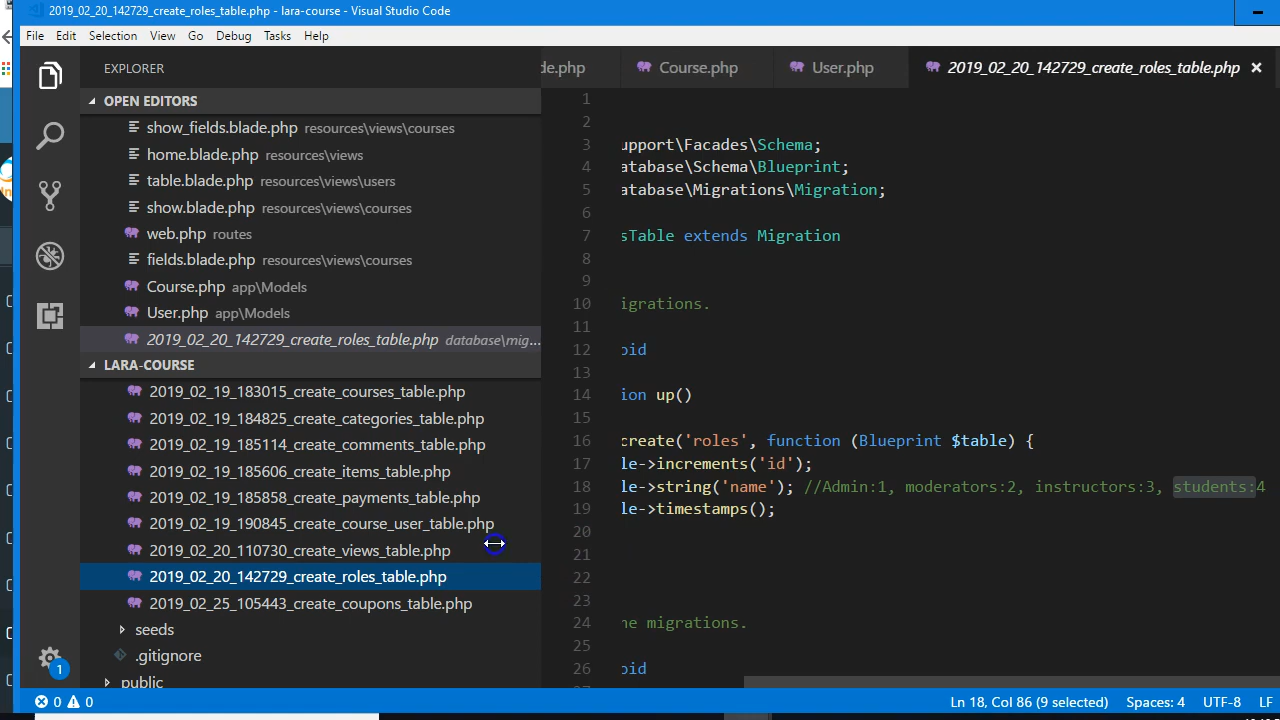 2019_02_20_142729_create_roles_table.php - lara-course - Visual Studio Code
File Edit Selection View Go Debug Tasks Help
EXPLORER
OPEN EDITORS
show_fields.blade.php resources\views\courses
home.blade.php resources\views
table.blade.php resources\views\users
show.blade.php resources\views\courses
web.php routes
fields.blade.php resources\views\courses
Course.php app\Models
User.php app\Models
2019_02_20_142729_create_roles_table.php database\mig...
LARA-COURSE
2019_02_19_183015_create_courses_table.php
2019_02_19_184825_create_categories_table.php
2019_02_19_185114_create_comments_table.php
2019_02_19_185606_create_items_table.php
2019_02_19_185858_create_payments_table.php
2019_02_19_190845_create_course_user_table.php
2019_02_20_110730_create_views_table.php
2019_02_20_142729_create_roles_table.php
2019_02_25_105443_create_coupons_table.php
seeds
.gitignore
public
1
de.php Course.php User.php 2019_02_20_142729_create_roles_table.php
1
2
3 upport\Facades\Schema;
4 atabase\Schema\Blueprint;
5 atabase\Migrations\Migration;
6
7 sTable extends Migration
8
9
10 igrations.
11
12 oid
13
14 ion up()
15
16 create('roles', function (Blueprint $table) {
17 le->increments('id');
18 le->string('name'); //Admin:1, moderators:2, instructors:3, students:4
19 le->timestamps();
20
21
22
23
24 he migrations.
25
26 oid
0 0 Ln 18, Col 86 (9 selected) Spaces: 4 UTF-8 LF